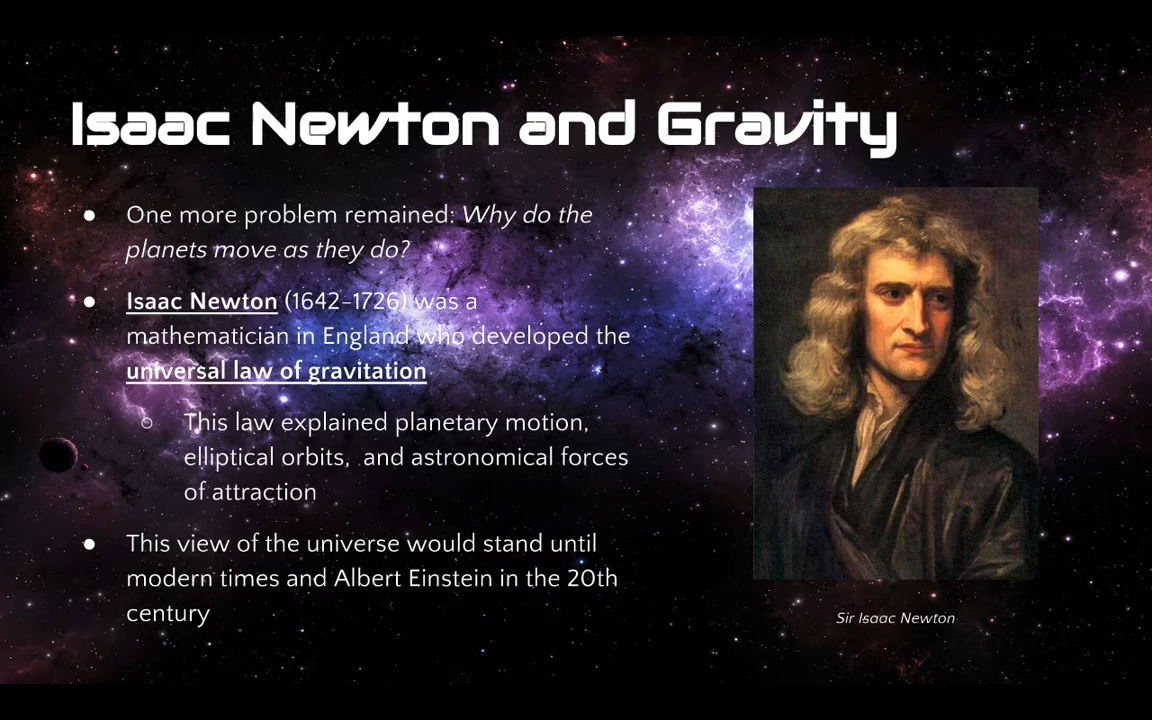 Isaac Newton and Gravity
● One more problem remained: Why do the
planets move as they do?
● Isaac Newton (1642-1726) was a
mathematician in England who developed the
universal law of gravitation
○ This law explained planetary motion,
elliptical orbits, and astronomical forces
of attraction
● This view of the universe would stand until
modern times and Albert Einstein in the 20th
century
Sir Isaac Newton